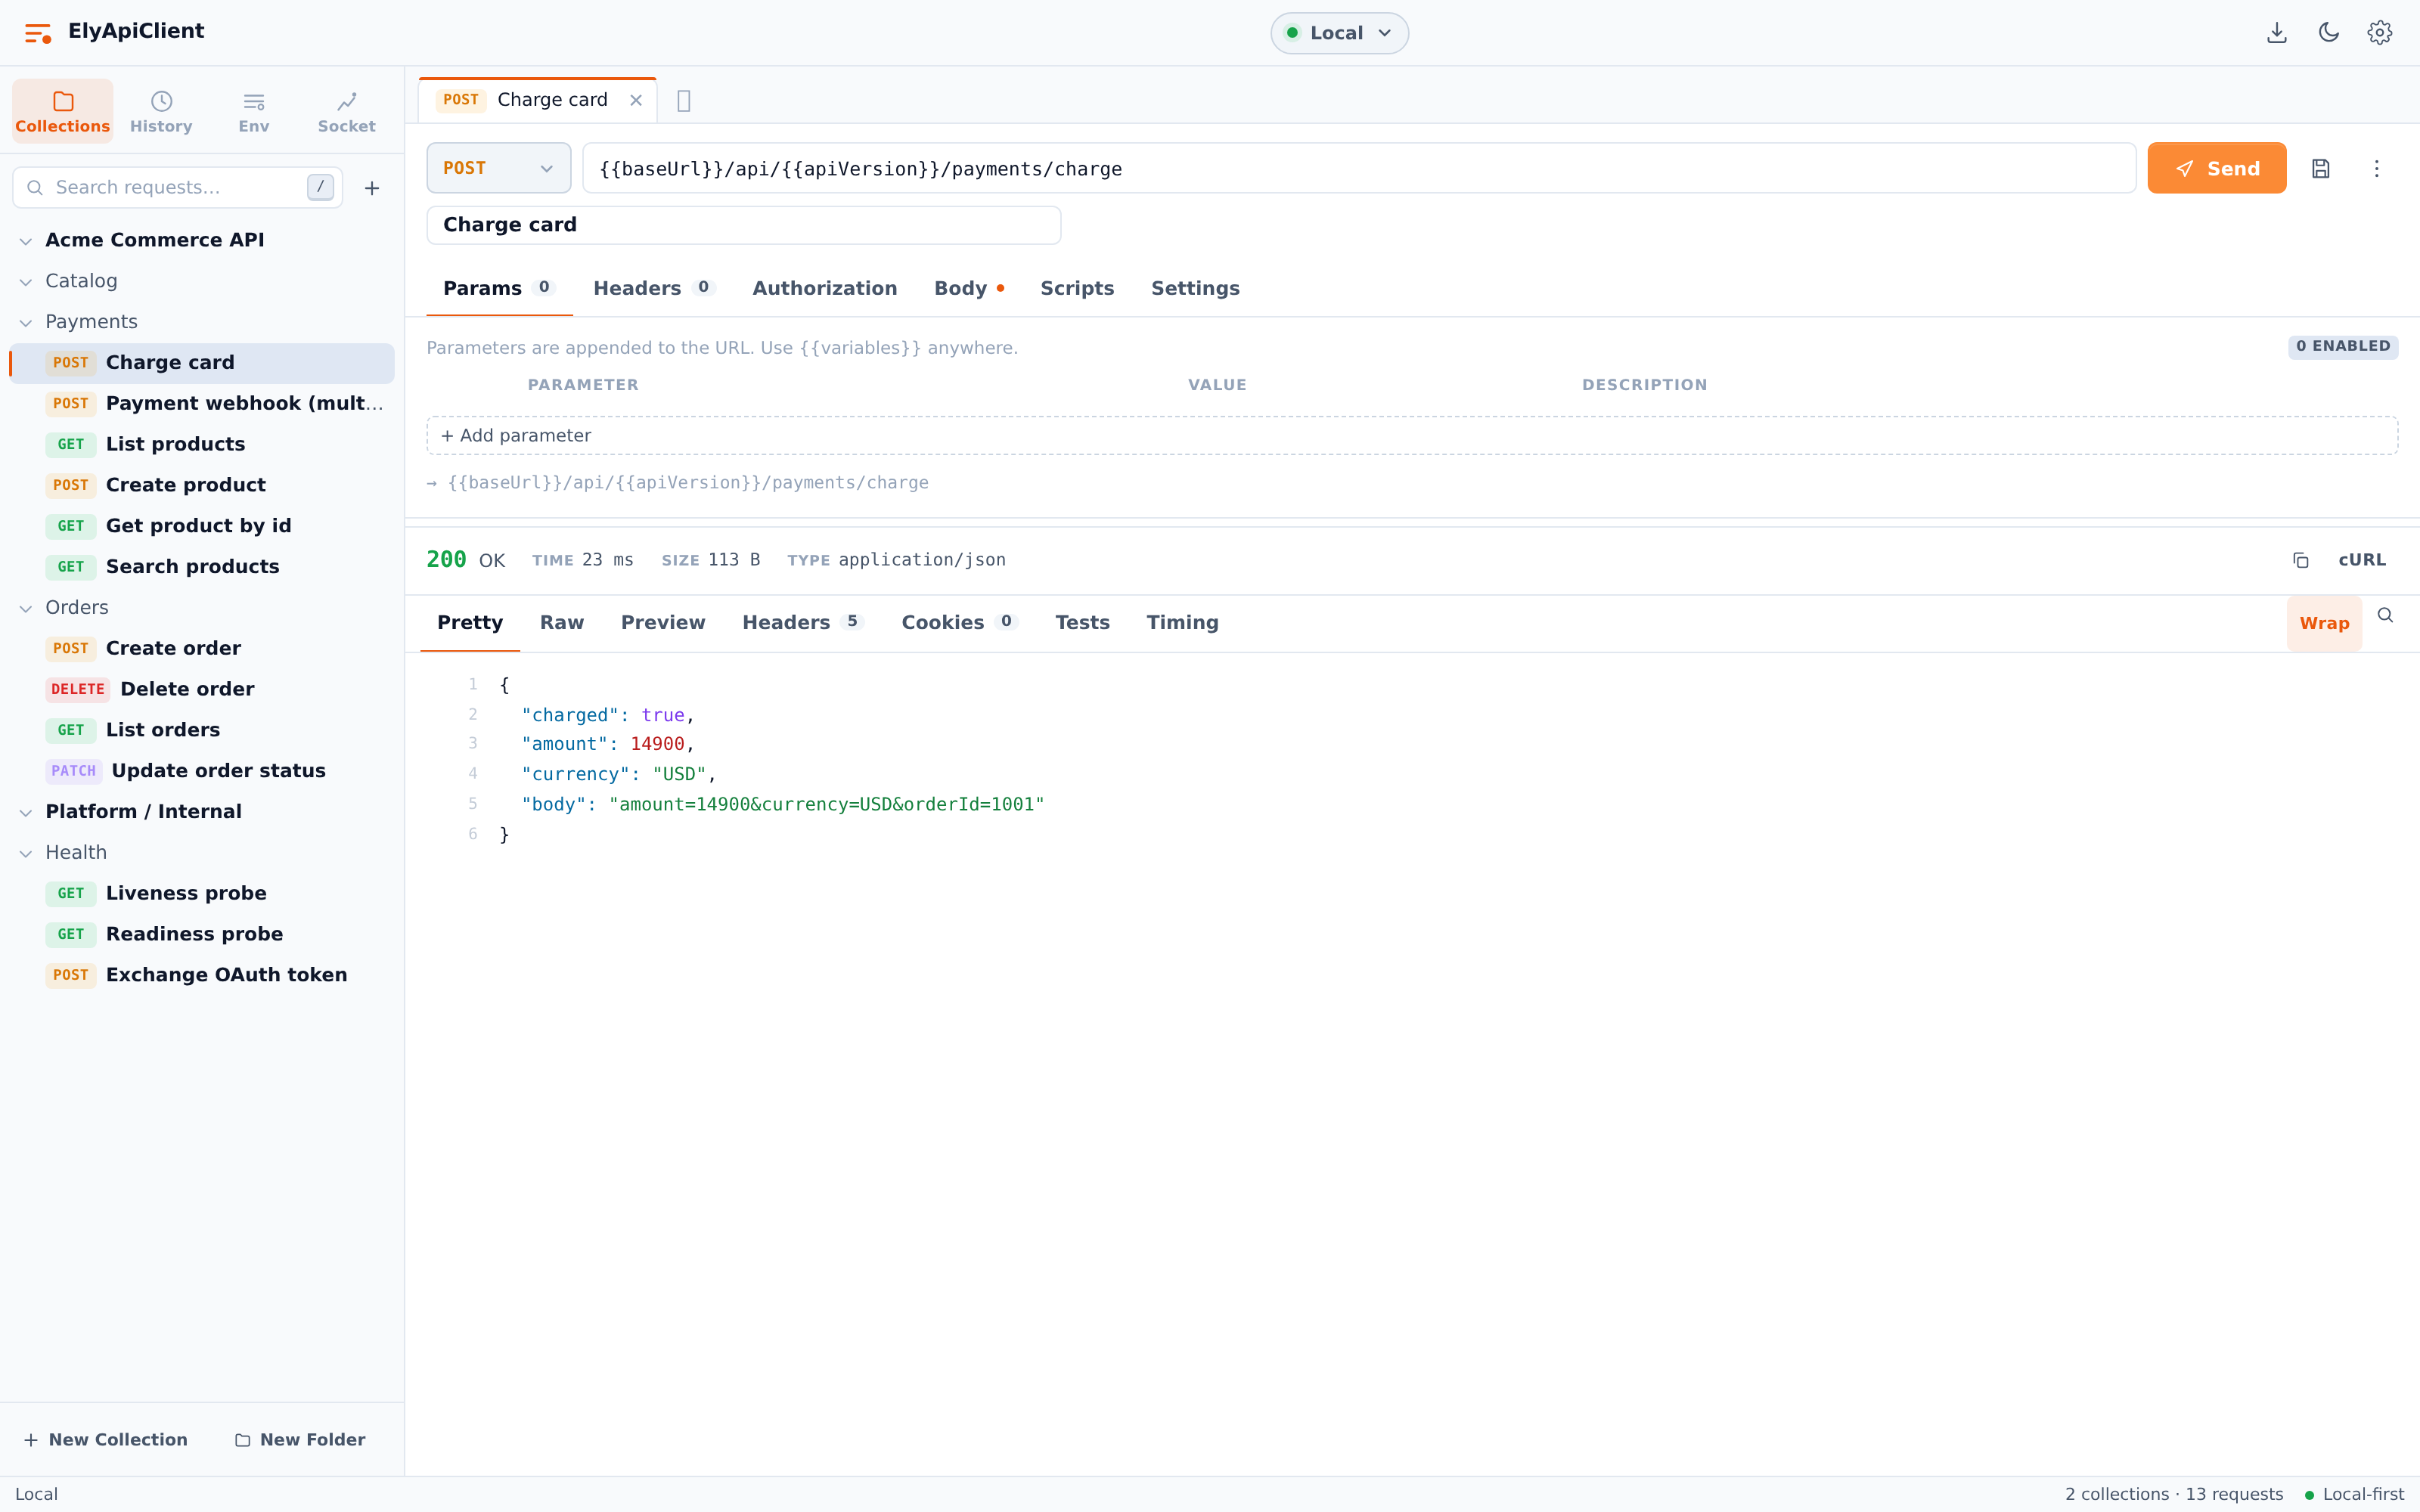 ElyApiClient
Local
Collections
History
Env
Socket
Search requests...
/
Acme Commerce API
Catalog
Payments
POST Charge card
POST Payment webhook (mult...
GET List products
POST Create product
GET Get product by id
GET Search products
Orders
POST Create order
DELETE Delete order
GET List orders
PATCH Update order status
Platform / Internal
Health
GET Liveness probe
GET Readiness probe
POST Exchange OAuth token
+ New Collection
New Folder
POST Charge card
POST
{{baseUrl}}/api/{{apiVersion}}/payments/charge
Send
Charge card
Params 0 Headers 0 Authorization Body Scripts Settings
Parameters are appended to the URL. Use {{variables}} anywhere.
0 ENABLED
PARAMETER VALUE DESCRIPTION
+ Add parameter
→ {{baseUrl}}/api/{{apiVersion}}/payments/charge
200 OK TIME 23 ms SIZE 113 B TYPE application/json
cURL
Pretty Raw Preview Headers 5 Cookies 0 Tests Timing
Wrap
1 {
2 "charged": true,
3 "amount": 14900,
4 "currency": "USD",
5 "body": "amount=14900&currency=USD&orderId=1001"
6 }
Local
2 collections · 13 requests
Local-first